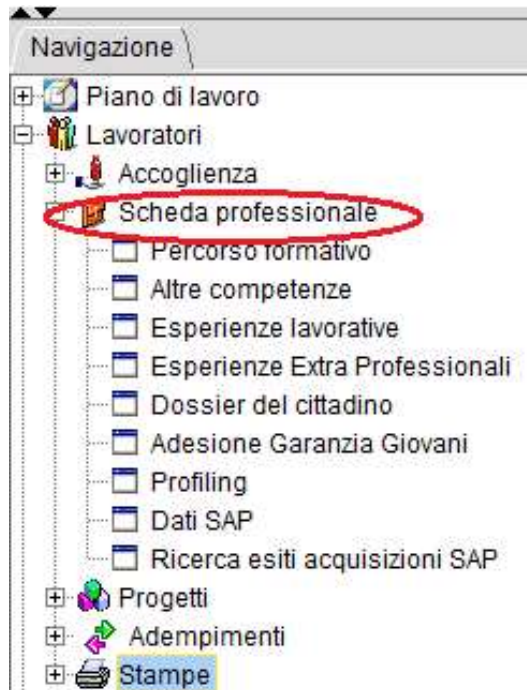 Navigazione
Piano di lavoro
Lavoratori
Accoglienza
Scheda professionale
Percorso formativo
Altre competenze
Esperienze lavorative
Esperienze Extra Professionali
Dossier del cittadino
Adesione Garanzia Giovani
Profiling
Dati SAP
Ricerca esiti acquisizioni SAP
Progetti
Adempimenti
Stampe